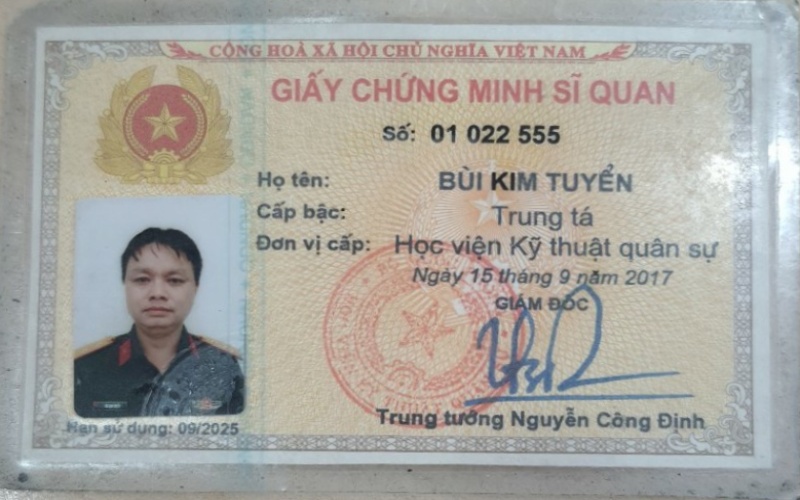 CỘNG HOÀ XÃ HỘI CHỦ NGHĨA VIỆT NAM
GIẤY CHỨNG MINH SĨ QUAN
Số: 01 022 555
Họ tên: BÙI KIM TUYỂN
Cấp bậc: Trung tá
Đơn vị cấp: Học viện Kỹ thuật quân sự
Ngày 15 tháng 9 năm 2017
GIÁM ĐỐC
Trung tướng Nguyễn Công Định
Hạn sử dụng: 09/2025